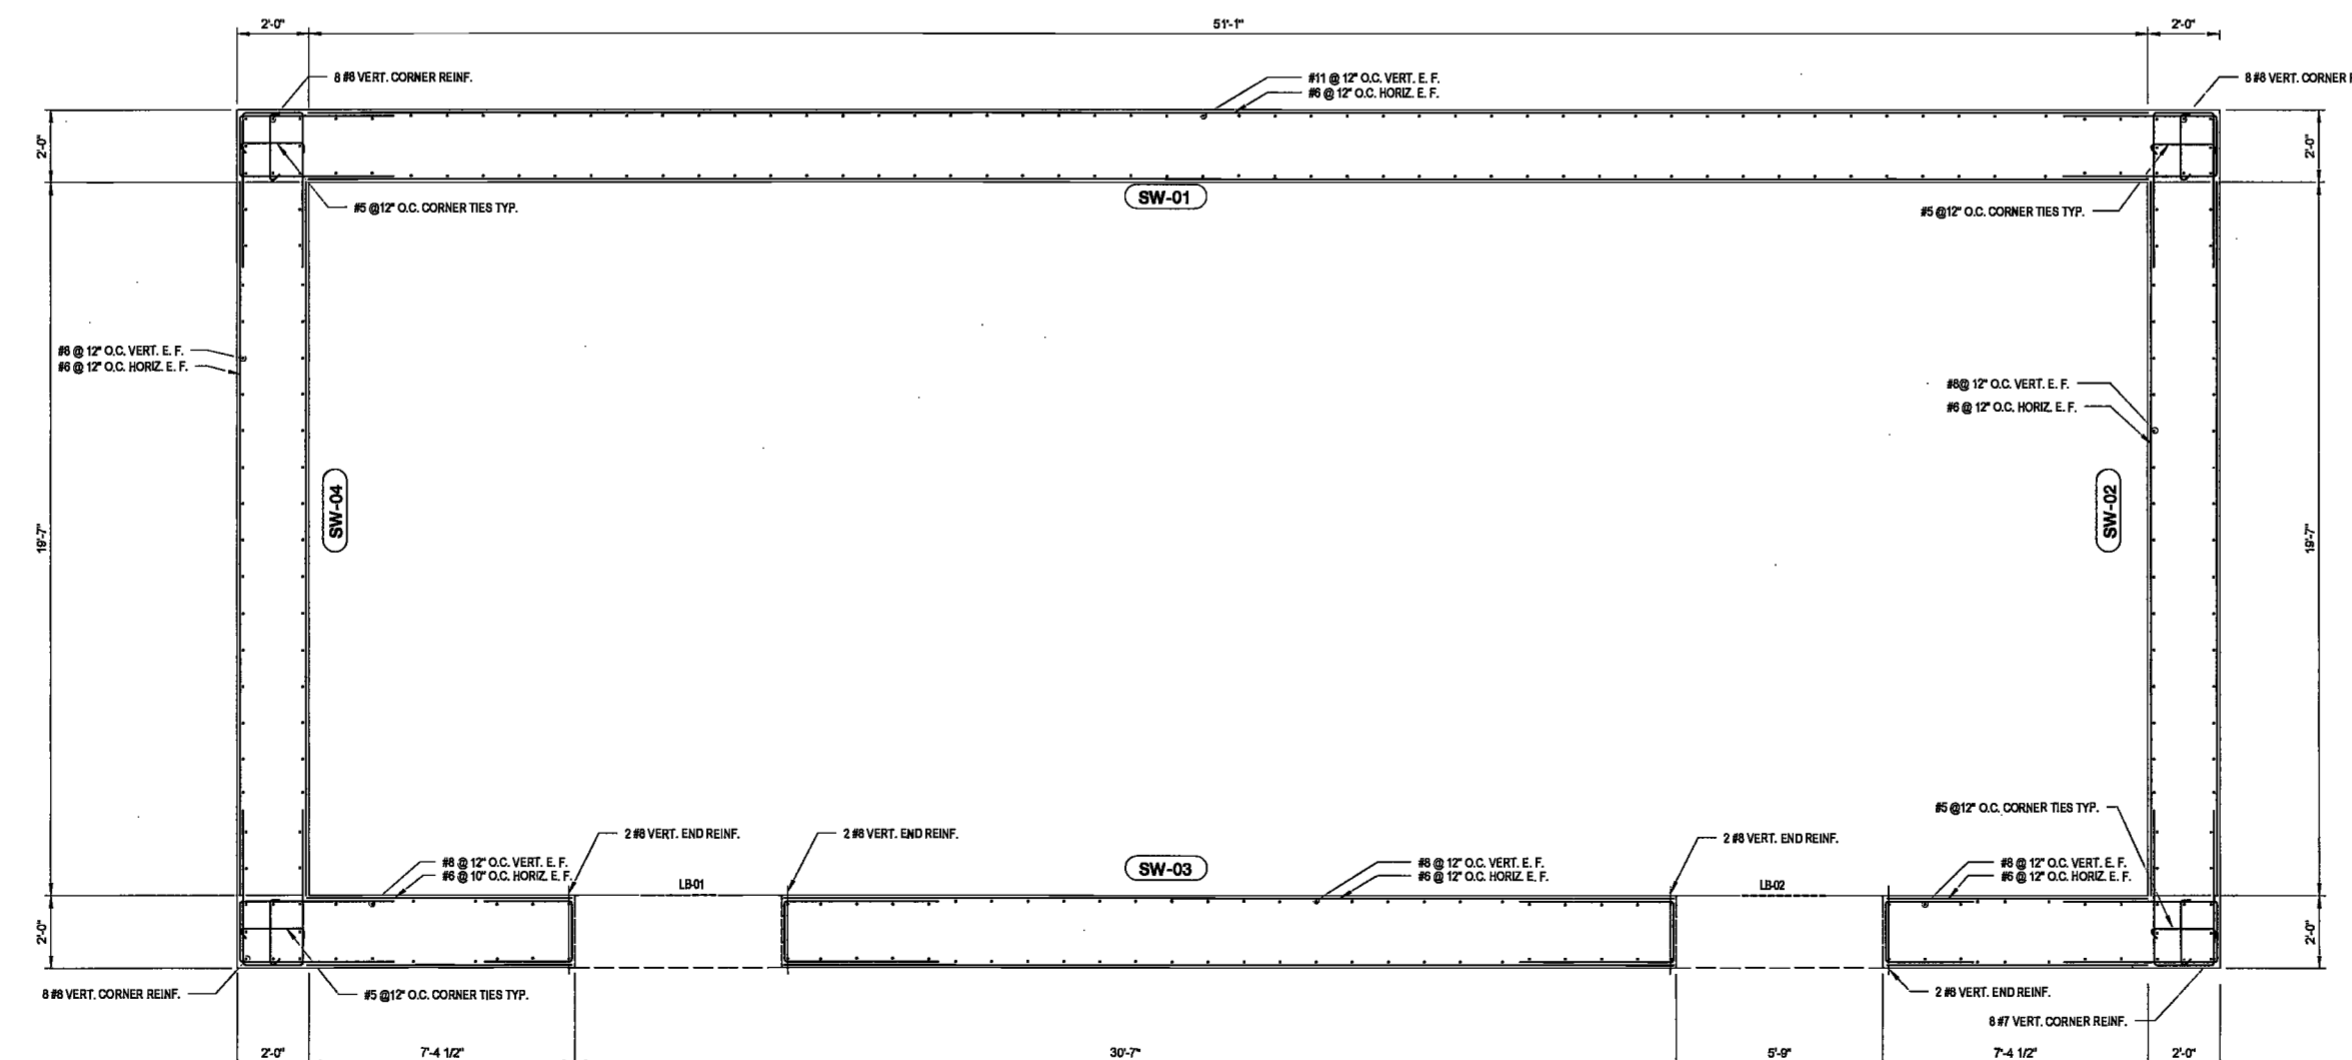 2'-0"
51'-1"
2'-0"
8 #8 VERT. CORNER REINF.
#11 @ 12" O.C. VERT. E. F.
#6 @ 12" O.C. HORIZ. E. F.
8 #8 VERT. CORNER
2'-0"
2'-0"
SW-01
#5 @12" O.C. CORNER TIES TYP.
#5 @12" O.C. CORNER TIES TYP.
#8 @ 12" O.C. VERT. E. F.
#6 @ 12" O.C. HORIZ. E. F.
#8@ 12" O.C. VERT. E. F.
#6 @ 12" O.C. HORIZ. E. F.
19'-7"
SW-04
SW-02
19'-7"
#5 @12" O.C. CORNER TIES TYP.
2 #8 VERT. END REINF.
2 #8 VERT. END REINF.
2 #8 VERT. END REINF.
#8 @ 12" O.C. VERT. E. F.
#6 @ 10" O.C. HORIZ. E. F.
LB-01
SW-03
#8 @ 12" O.C. VERT. E. F.
#6 @ 12" O.C. HORIZ. E. F.
LB-02
#8 @ 12" O.C. VERT. E. F.
#6 @ 12" O.C. HORIZ. E. F.
2'-0"
2'-0"
8 #8 VERT. CORNER REINF.
#5 @12" O.C. CORNER TIES TYP.
2 #8 VERT. END REINF.
8 #7 VERT. CORNER REINF.
2'-0"
7'-4 1/2"
30'-7"
5'-9"
7'-4 1/2"
2'-0"